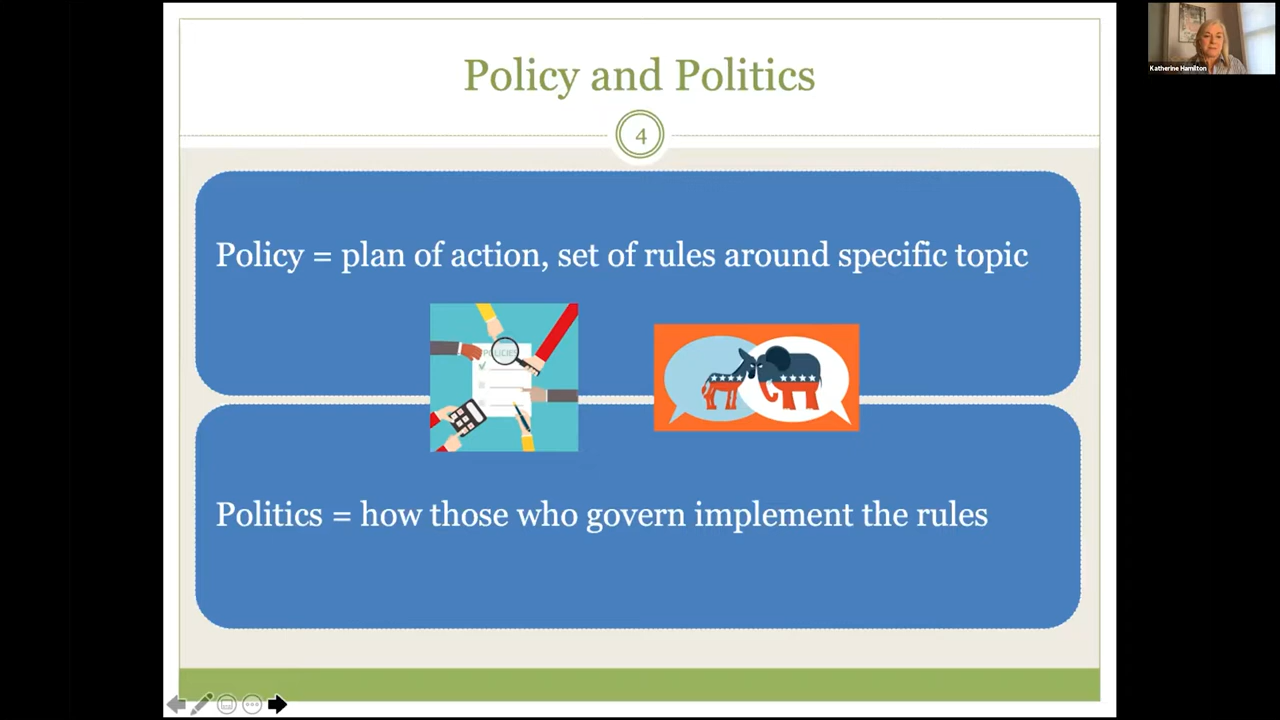 Policy and Politics
4
Policy = plan of action, set of rules around specific topic
POLICIES
Politics = how those who govern implement the rules
Katherine Hamilton